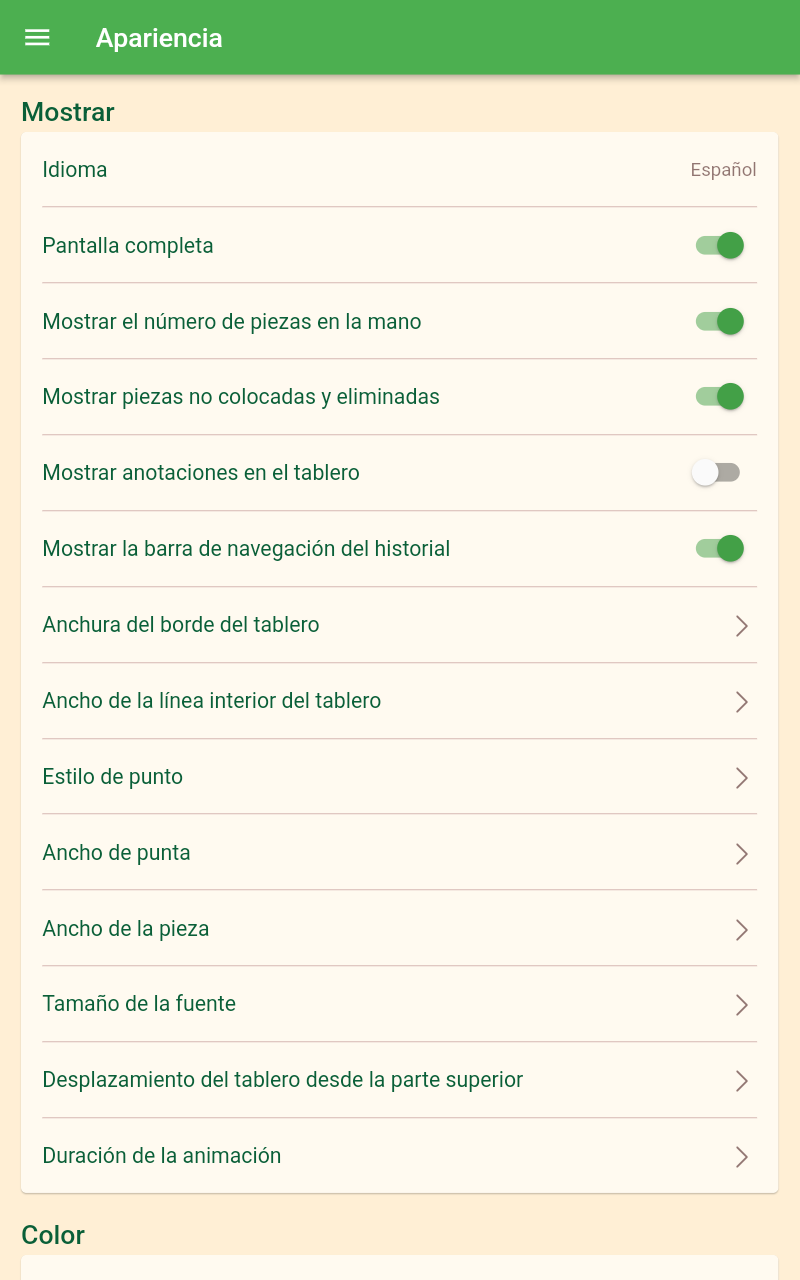 Apariencia
Mostrar
Idioma
Español
Pantalla completa
Mostrar el número de piezas en la mano
Mostrar piezas no colocadas y eliminadas
Mostrar anotaciones en el tablero
Mostrar la barra de navegación del historial
Anchura del borde del tablero
Ancho de la línea interior del tablero
Estilo de punto
Ancho de punta
Ancho de la pieza
Tamaño de la fuente
Desplazamiento del tablero desde la parte superior
Duración de la animación
Color